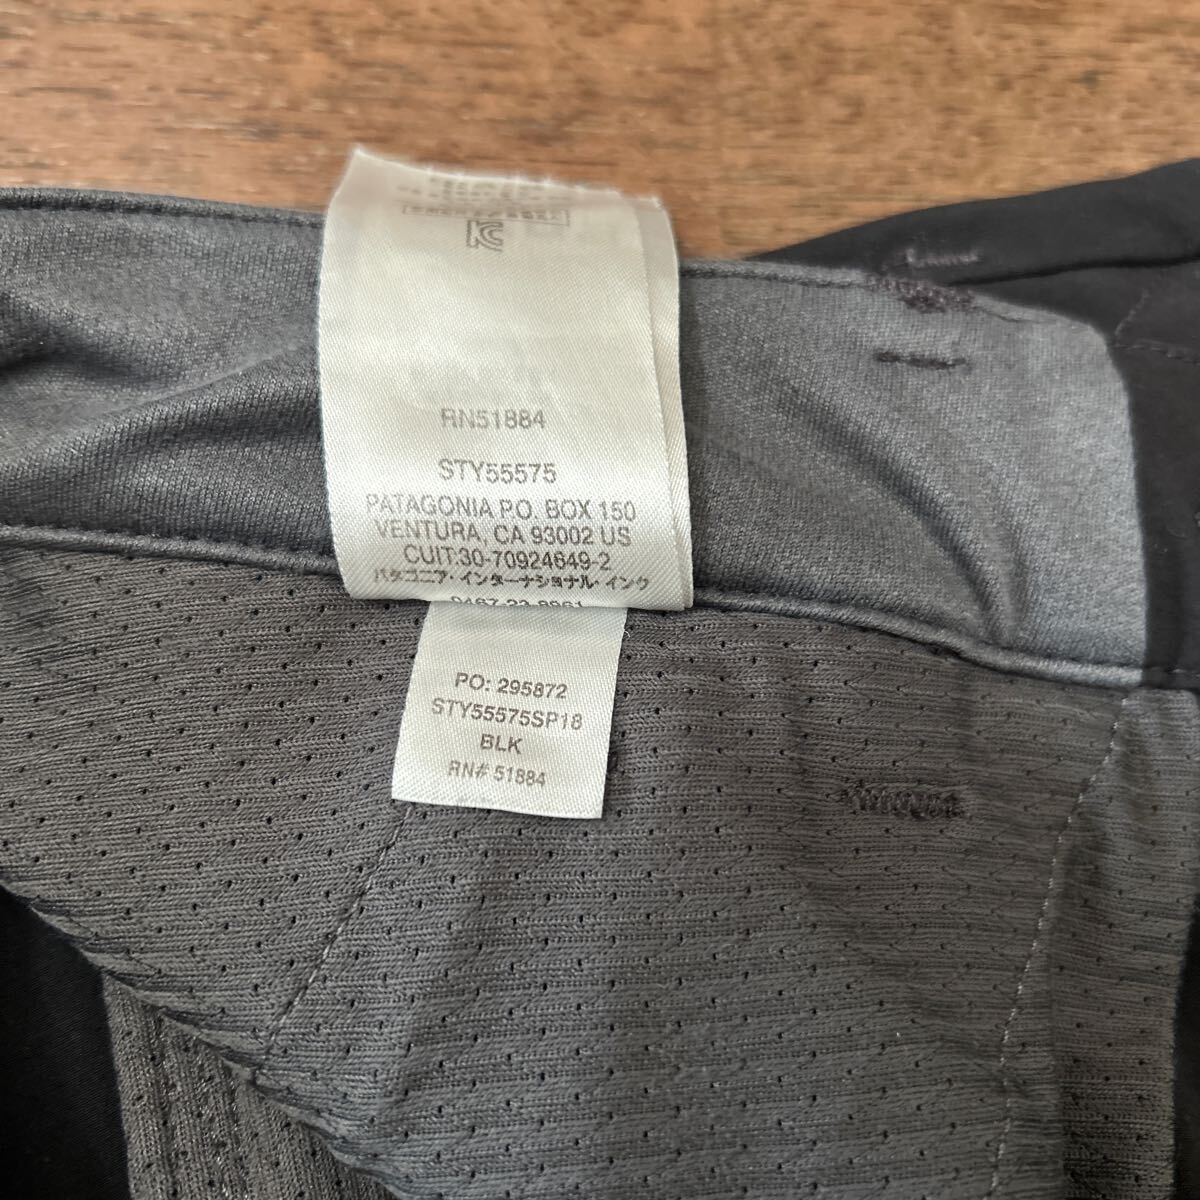 RN51884
STY55575
PATAGONIA P.O. BOX 150
VENTURA, CA 93002 US
CUIT:30-70924649-2
パタゴニア・インターナショナル・インク
PO: 295872
STY55575SP18
BLK
RN# 51884